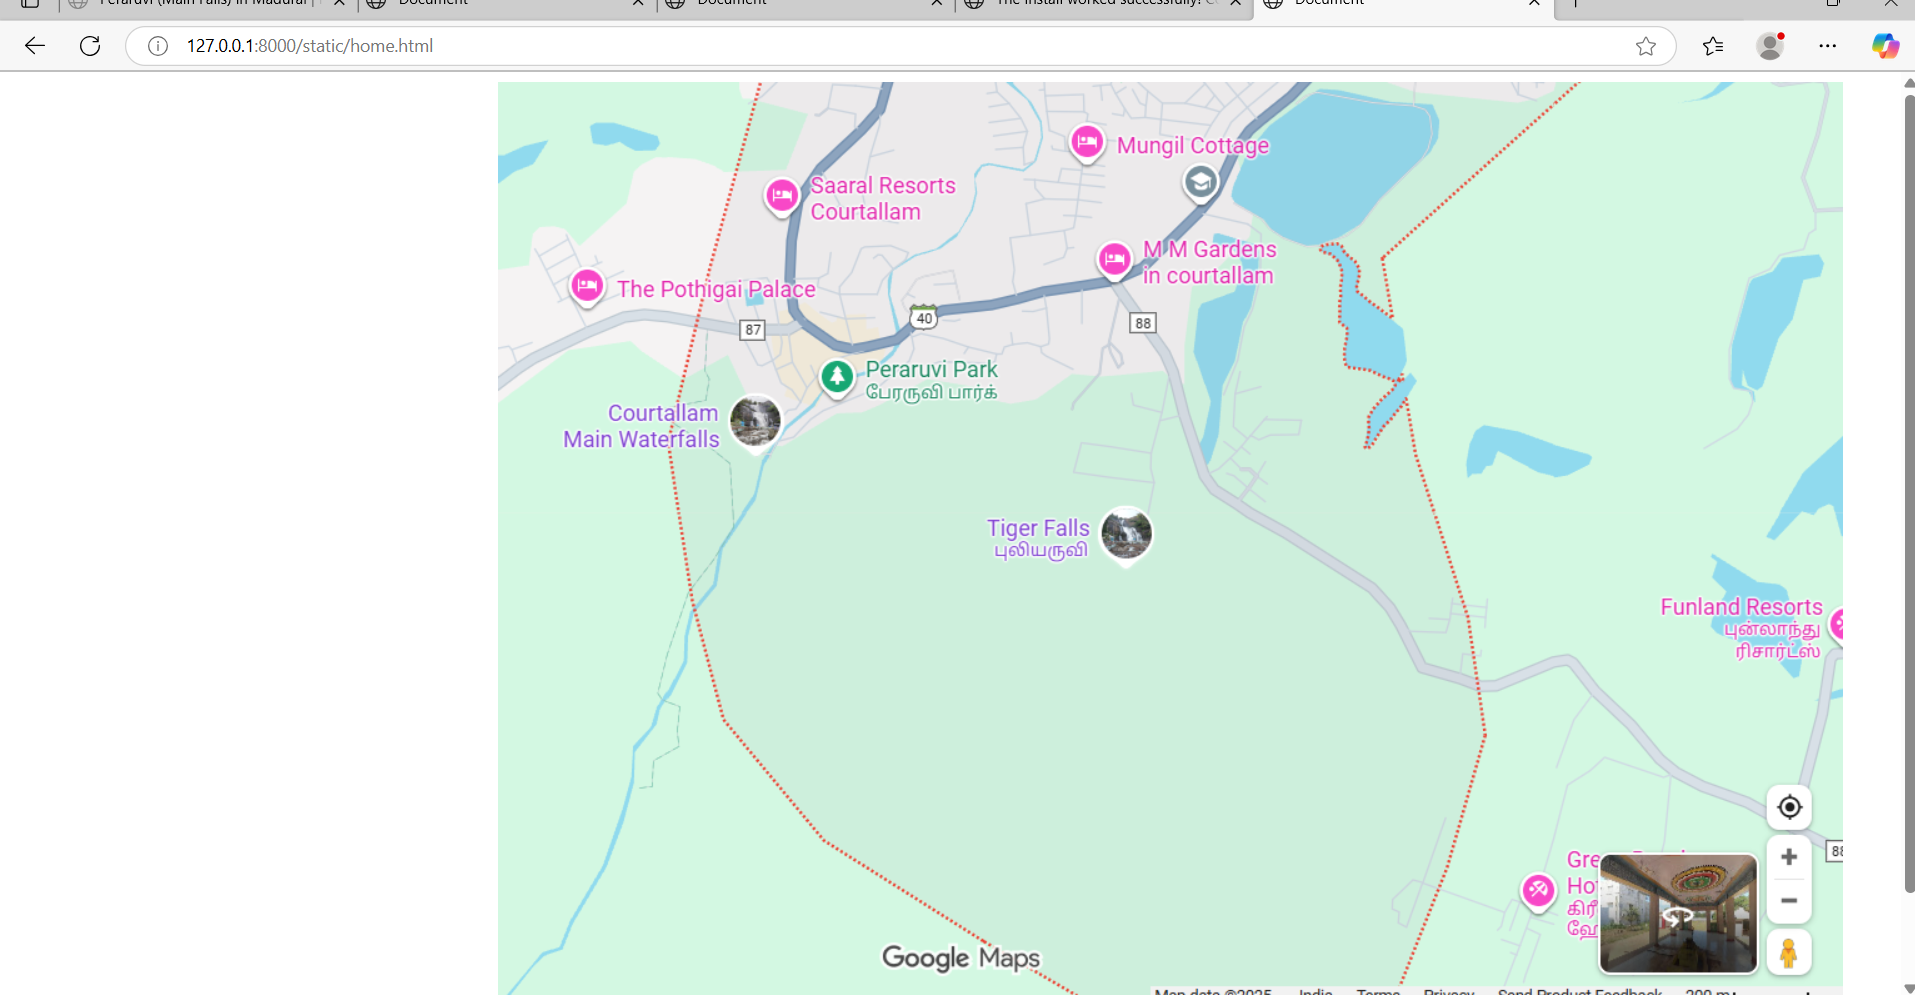 Peraruvi (Main Falls) in Madurai |
Document
Document
The install worked successfully! C
Document
127.0.0.1:8000/static/home.html
Mungil Cottage
Saaral Resorts
Courtallam
M M Gardens
in courtallam
The Pothigai Palace
87
40
88
Peraruvi Park
பேரருவி பார்க்
Courtallam
Main Waterfalls
Tiger Falls
புலியருவி
Funland Resorts
புன்லாந்து
ரிசார்ட்ஸ்
88
Gre
Ho
கிரீ
ஹோ
Google Maps
Map data ©2025 India Terms Privacy Send Product Feedback 200 m